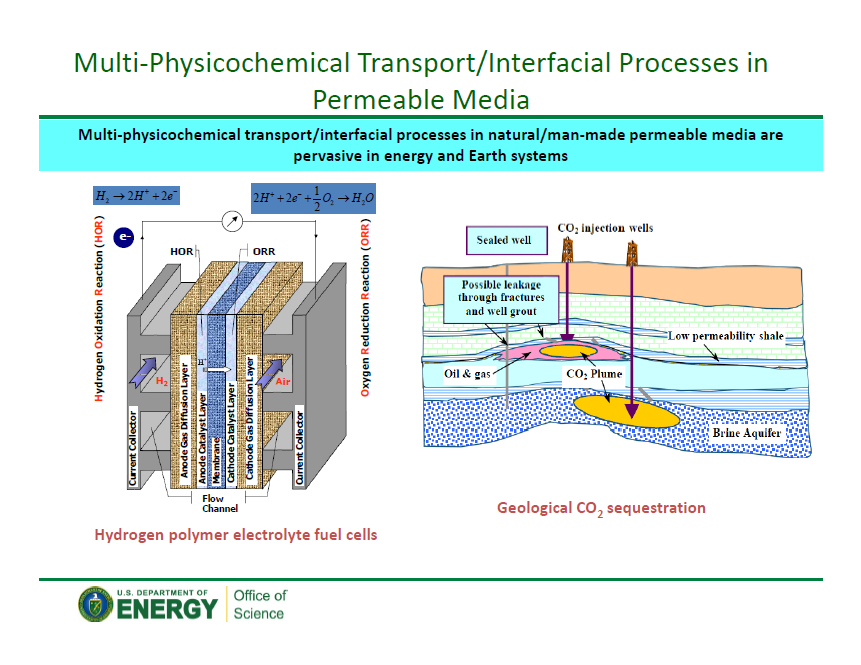 Multi-Physicochemical Transport/Interfacial Processes in
Permeable Media
Multi-physicochemical transport/interfacial processes in natural/man-made permeable media are
pervasive in energy and Earth systems
H₂ → 2H⁺ + 2e⁻
2H⁺ + 2e⁻ + 1/2 O₂ → H₂O
e-
HOR
ORR
Hydrogen Oxidation Reaction (HOR)
Oxygen Reduction Reaction (ORR)
H₂
H⁺
Air
Current Collector
Anode Gas Diffusion Layer
Anode Catalyst Layer
Membrane
Cathode Catalyst Layer
Cathode Gas Diffusion Layer
Current Collector
Flow
Channel
Hydrogen polymer electrolyte fuel cells
Sealed well
CO₂ injection wells
Possible leakage
through fractures
and well grout
Low permeability shale
Oil & gas
CO₂ Plume
Brine Aquifer
Geological CO₂ sequestration
U.S. DEPARTMENT OF
ENERGY
Office of
Science